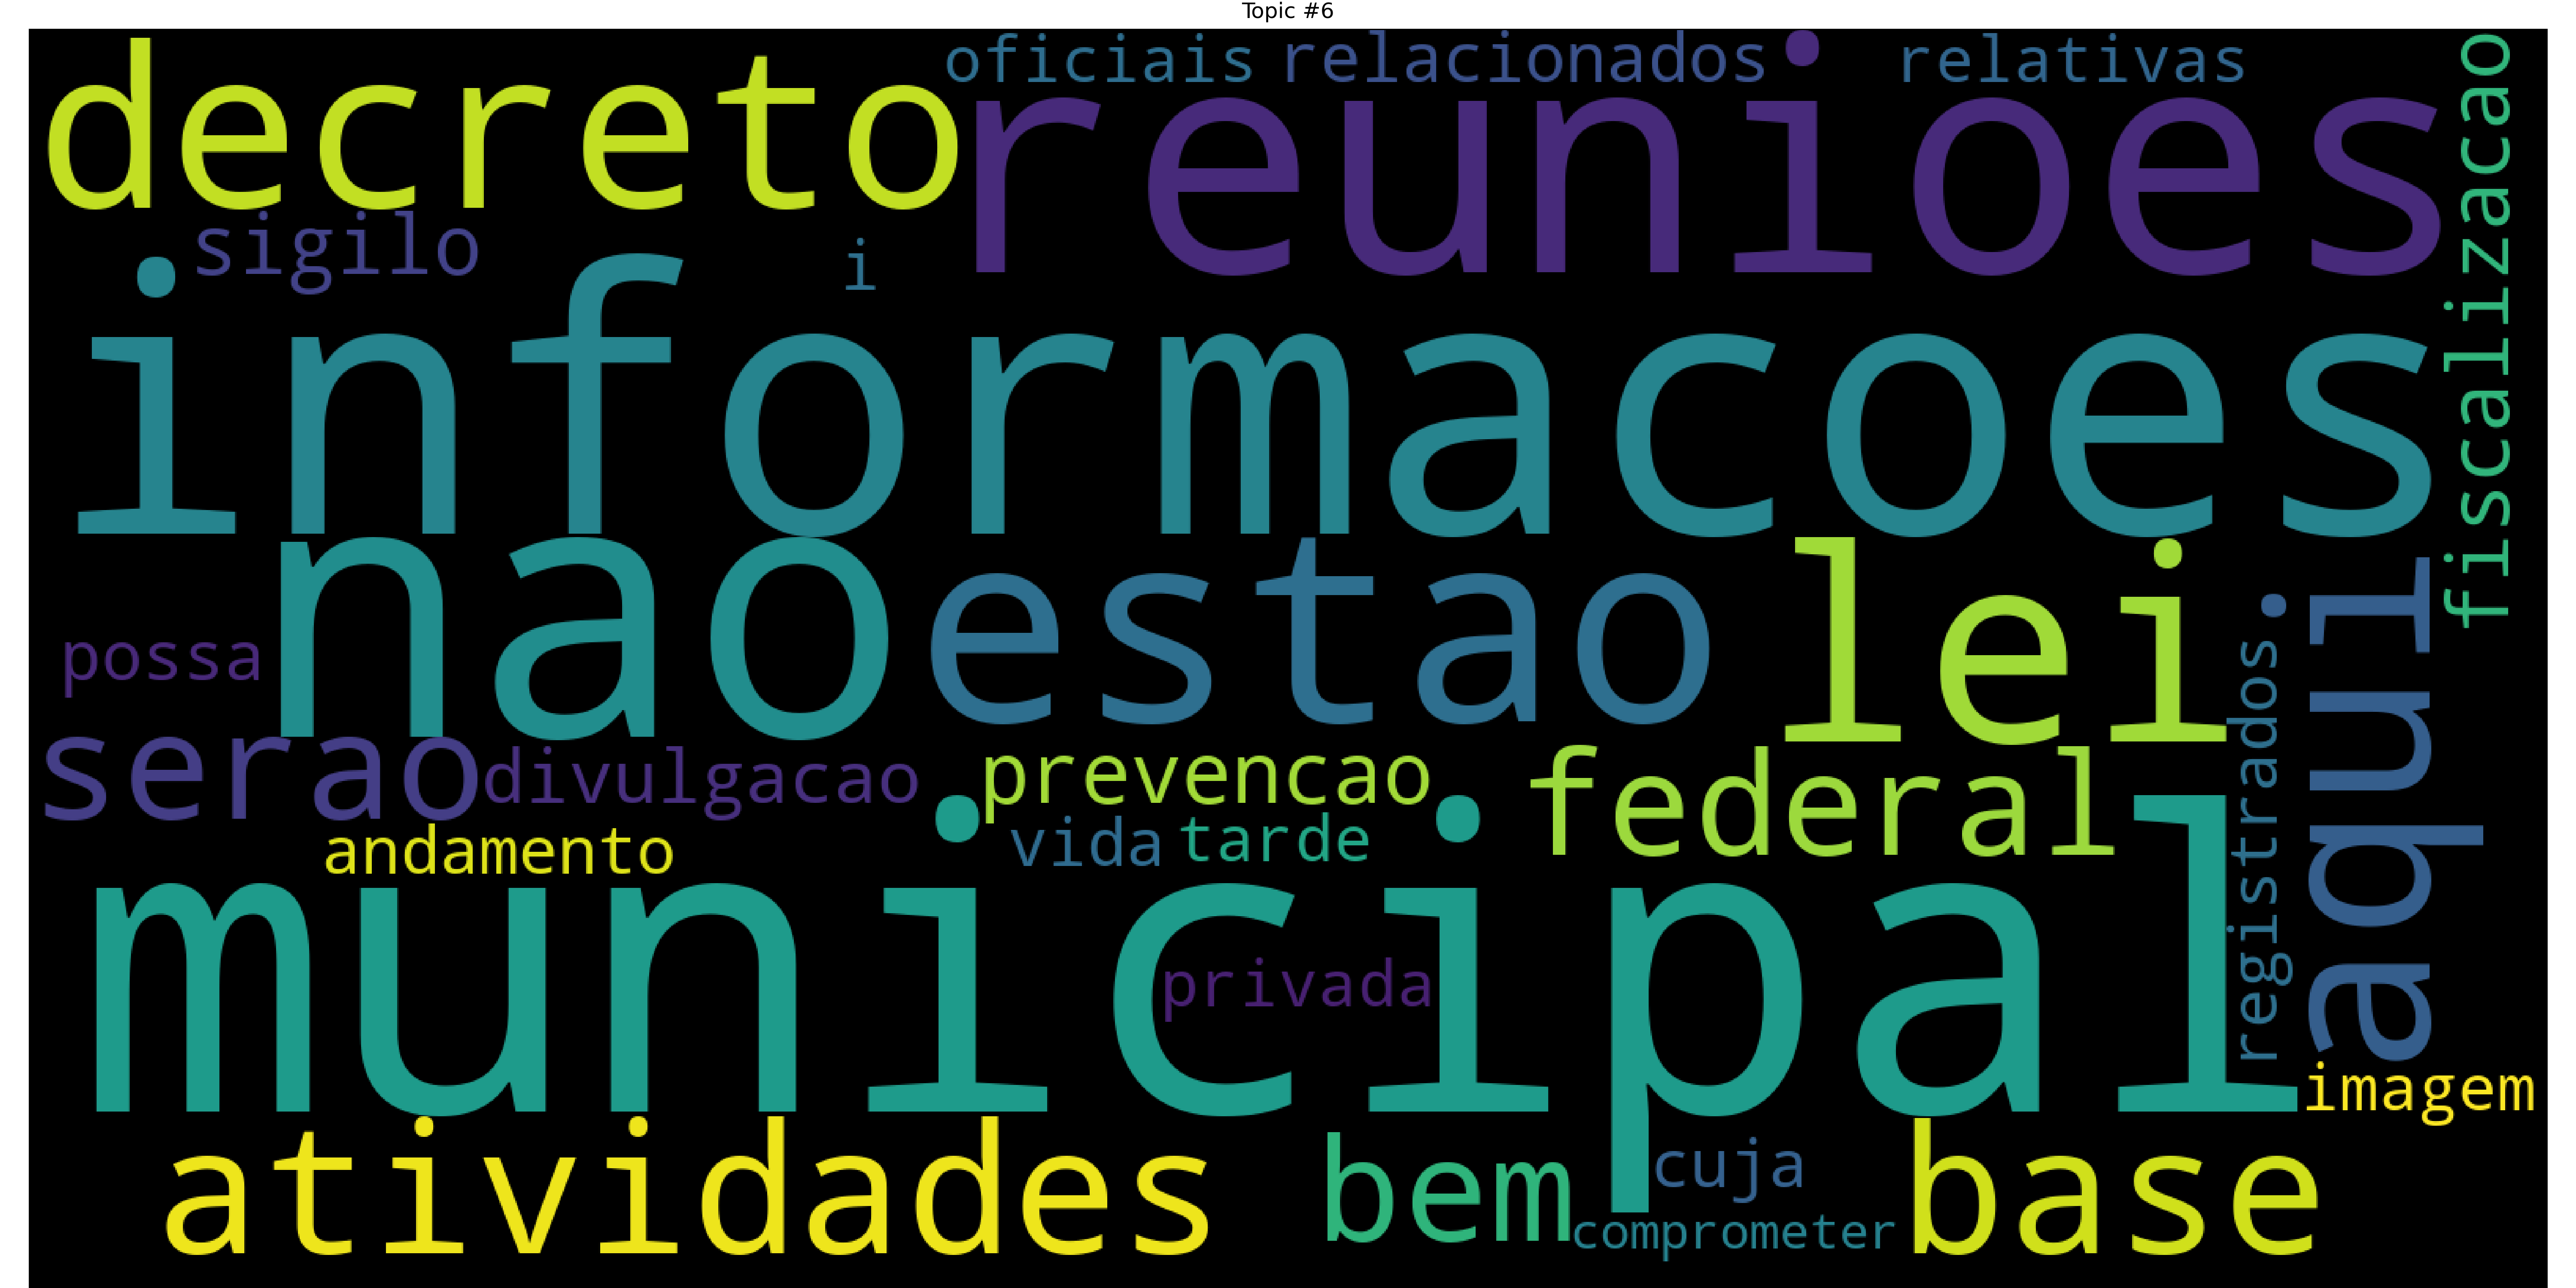 Topic #6
oficiais relacionados relativas
decreto reunioes
fiscalizacao
sigilo i
informacoes
nao estao lei
aqui
registrados
possa
serao divulgacao prevencao federal
andamento vida tarde
municipal
privada
imagem
atividades bem cuja base
comprometer